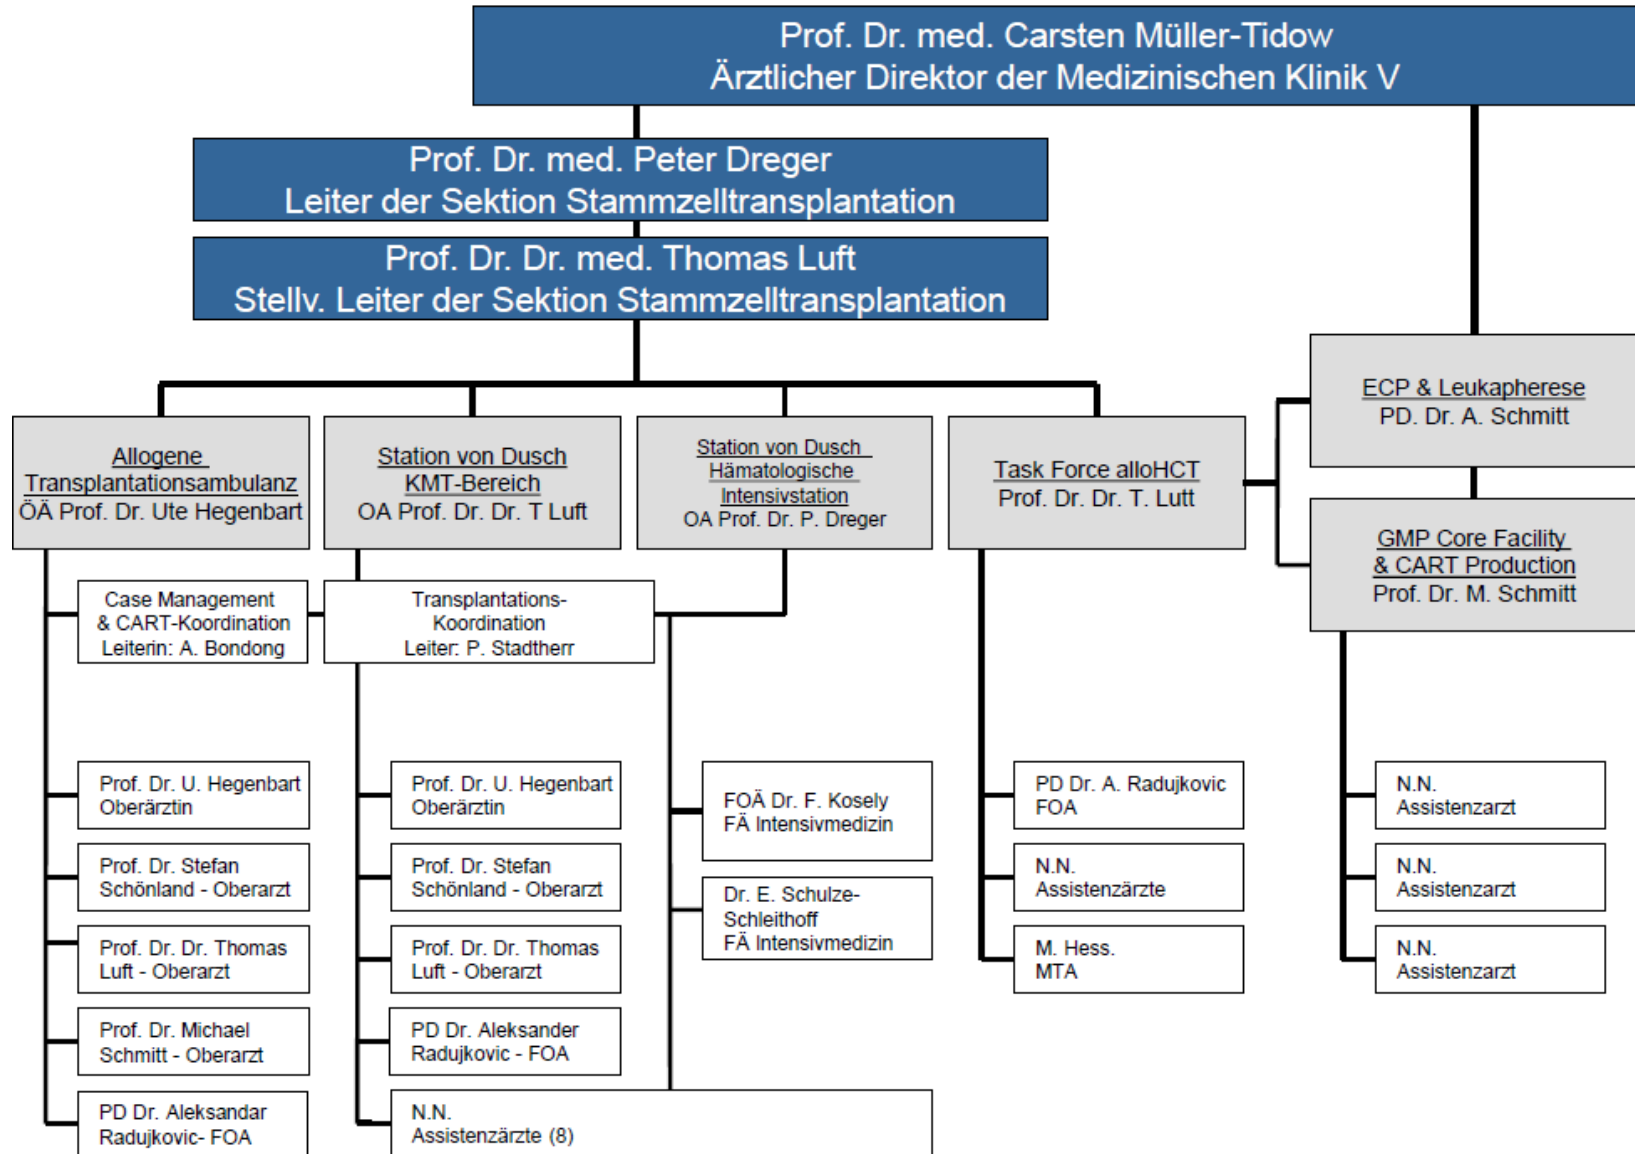 Prof. Dr. med. Carsten Müller-Tidow
Ärztlicher Direktor der Medizinischen Klinik V
Prof. Dr. med. Peter Dreger
Leiter der Sektion Stammzelltransplantation
Prof. Dr. Dr. med. Thomas Luft
Stellv. Leiter der Sektion Stammzelltransplantation
ECP & Leukapherese
PD. Dr. A. Schmitt
Allogene
Transplantationsambulanz
ÖÄ Prof. Dr. Ute Hegenbart
Station von Dusch
KMT-Bereich
OA Prof. Dr. Dr. T Luft
Station von Dusch
Hämatologische
Intensivstation
OA Prof. Dr. P. Dreger
Task Force alloHCT
Prof. Dr. Dr. T. Lutt
GMP Core Facility
& CART Production
Prof. Dr. M. Schmitt
Case Management
& CART-Koordination
Leiterin: A. Bondong
Transplantations-
Koordination
Leiter: P. Stadtherr
Prof. Dr. U. Hegenbart
Oberärztin
Prof. Dr. Stefan
Schönland - Oberarzt
Prof. Dr. Dr. Thomas
Luft - Oberarzt
Prof. Dr. Michael
Schmitt - Oberarzt
PD Dr. Aleksandar
Radujkovic- FOA
Prof. Dr. U. Hegenbart
Oberärztin
Prof. Dr. Stefan
Schönland - Oberarzt
Prof. Dr. Dr. Thomas
Luft - Oberarzt
PD Dr. Aleksander
Radujkovic - FOA
N.N.
Assistenzärzte (8)
FOÄ Dr. F. Kosely
FÄ Intensivmedizin
Dr. E. Schulze-
Schleithoff
FÄ Intensivmedizin
PD Dr. A. Radujkovic
FOA
N.N.
Assistenzärzte
M. Hess.
MTA
N.N.
Assistenzarzt
N.N.
Assistenzarzt
N.N.
Assistenzarzt